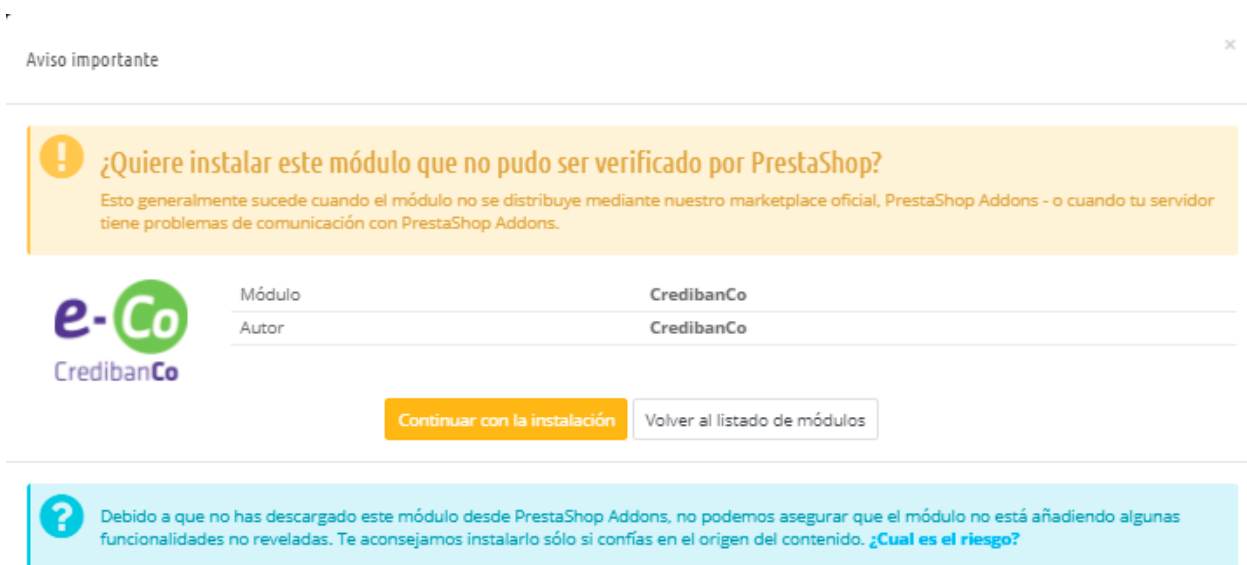 Aviso importante
×
¿Quiere instalar este módulo que no pudo ser verificado por PrestaShop?
Esto generalmente sucede cuando el módulo no se distribuye mediante nuestro marketplace oficial, PrestaShop Addons - o cuando tu servidor
tiene problemas de comunicación con PrestaShop Addons.
e-Co
CredibanCo
Módulo CredibanCo
Autor CredibanCo
Continuar con la instalación Volver al listado de módulos
Debido a que no has descargado este módulo desde PrestaShop Addons, no podemos asegurar que el módulo no está añadiendo algunas
funcionalidades no reveladas. Te aconsejamos instalarlo sólo si confías en el origen del contenido. ¿Cual es el riesgo?